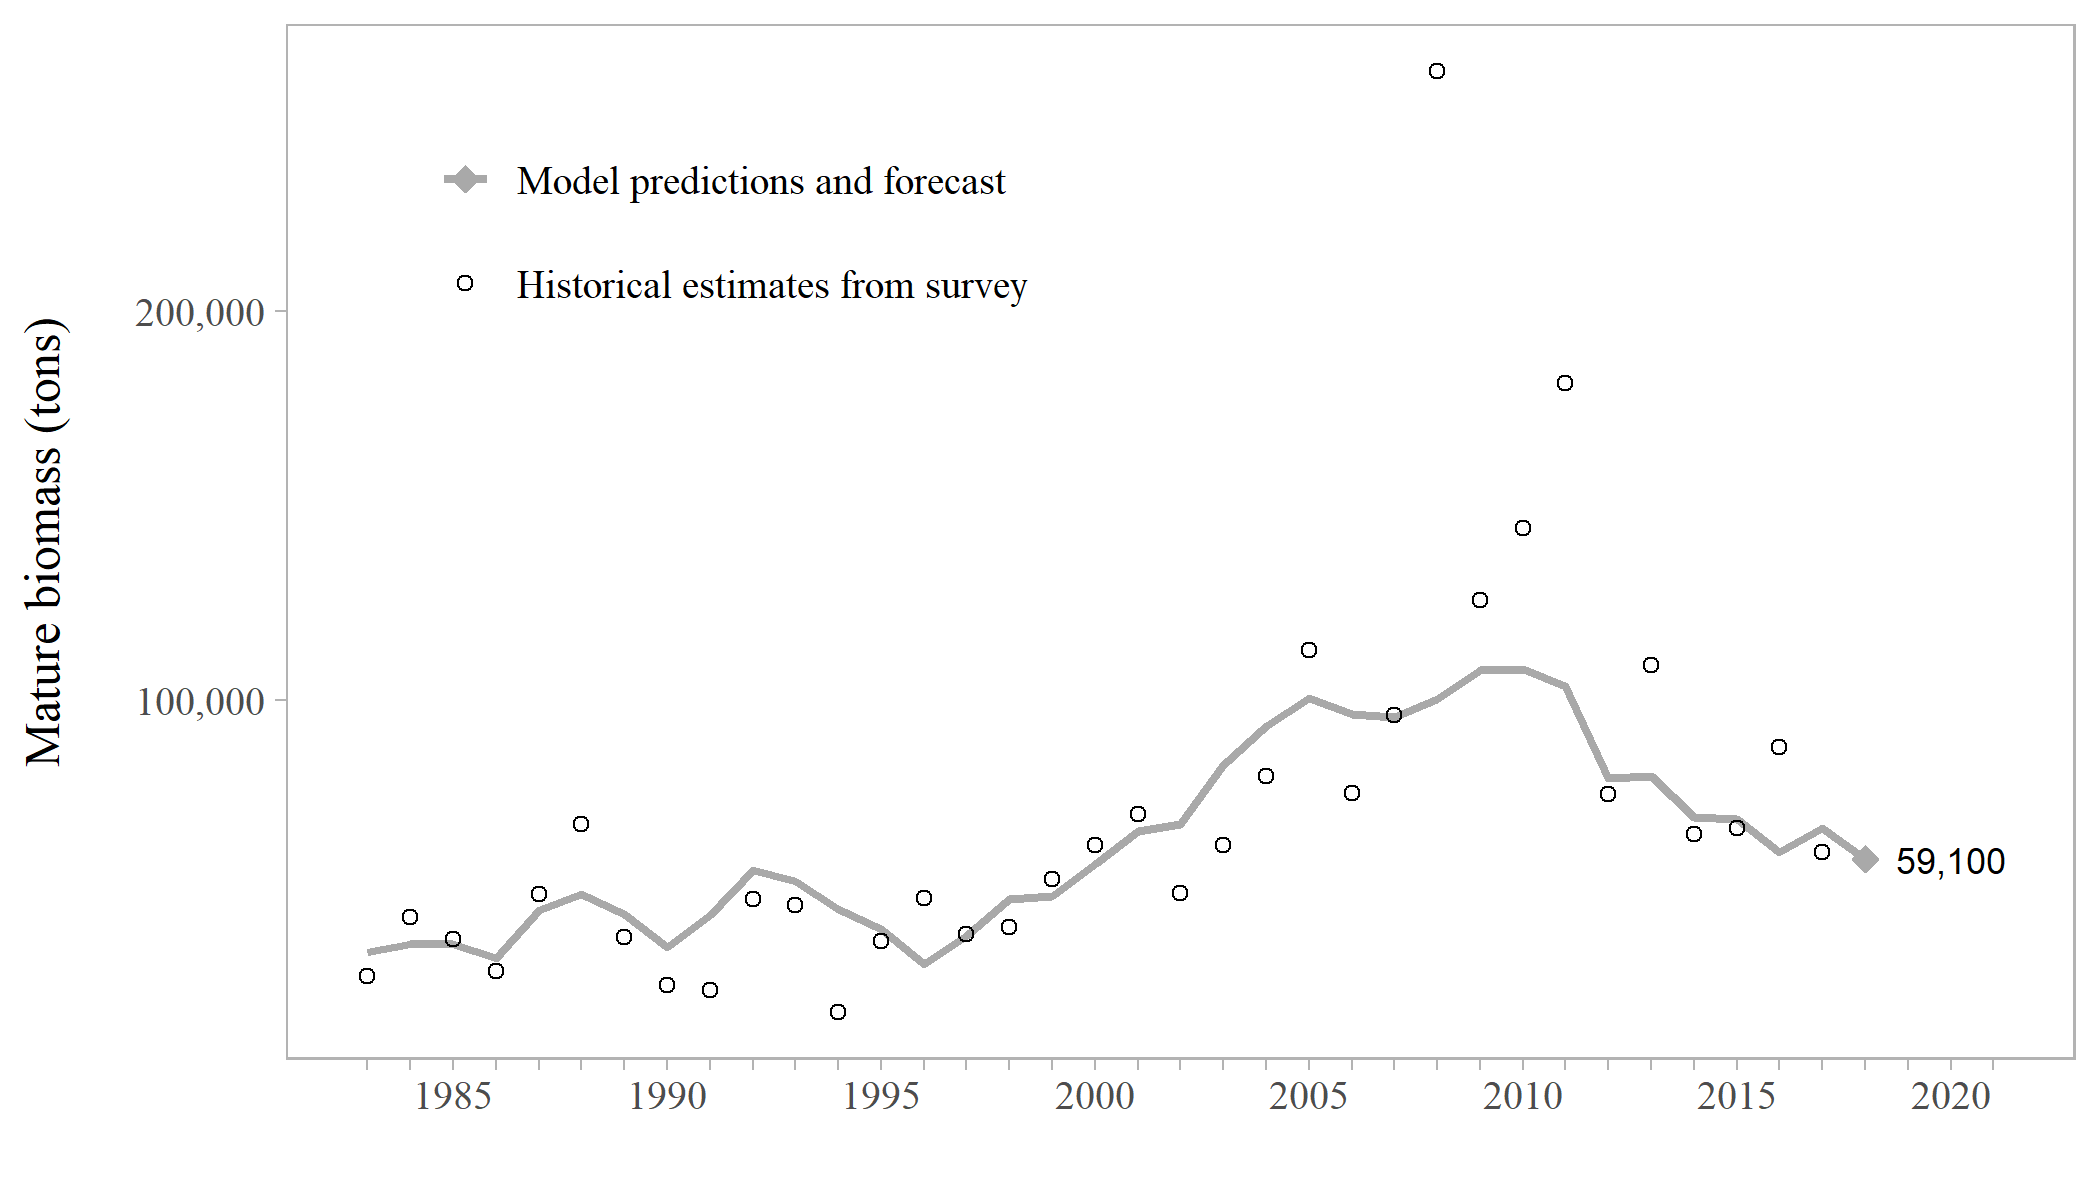 Model predictions and forecast
Historical estimates from survey
200,000
100,000
Mature biomass (tons)
59,100
1985 1990 1995 2000 2005 2010 2015 2020